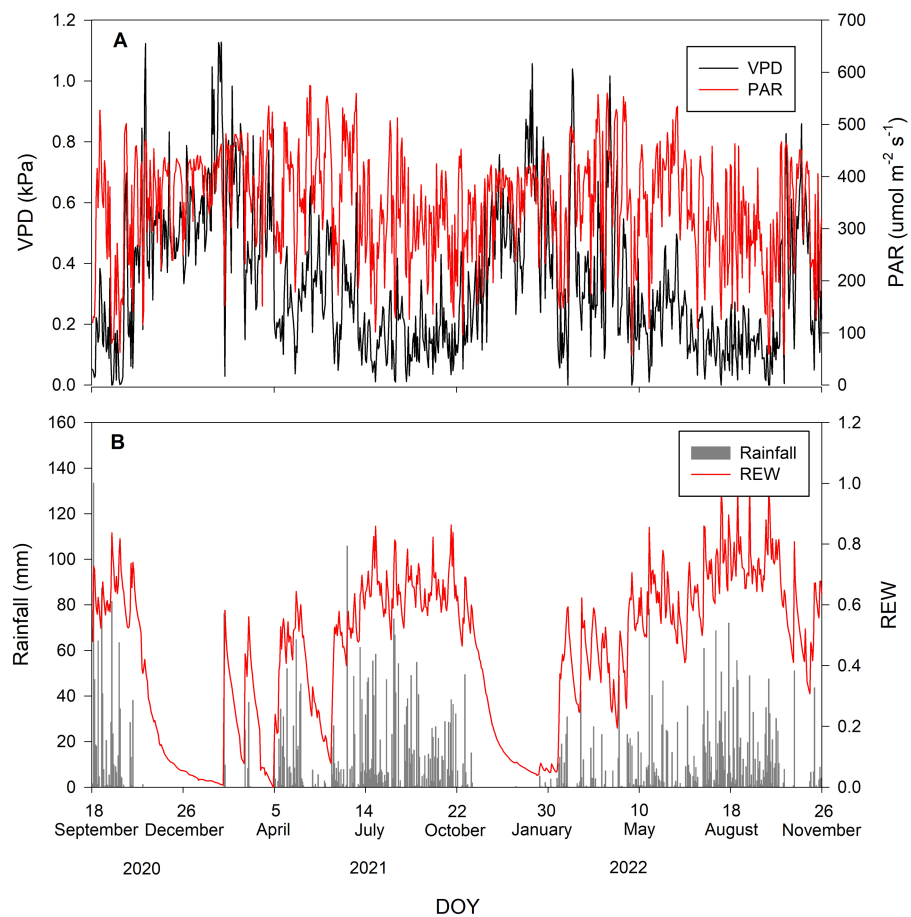 A
VPD
PAR
VPD (kPa)
1.2
1.0
0.8
0.6
0.4
0.2
0.0
PAR (umol m⁻² s⁻¹)
700
600
500
400
300
200
100
0
B
Rainfall
REW
Rainfall (mm)
160
140
120
100
80
60
40
20
0
REW
1.2
1.0
0.8
0.6
0.4
0.2
0.0
18 26 5 14 22 30 10 18 26
September December April July October January May August November
2020 2021 2022
DOY